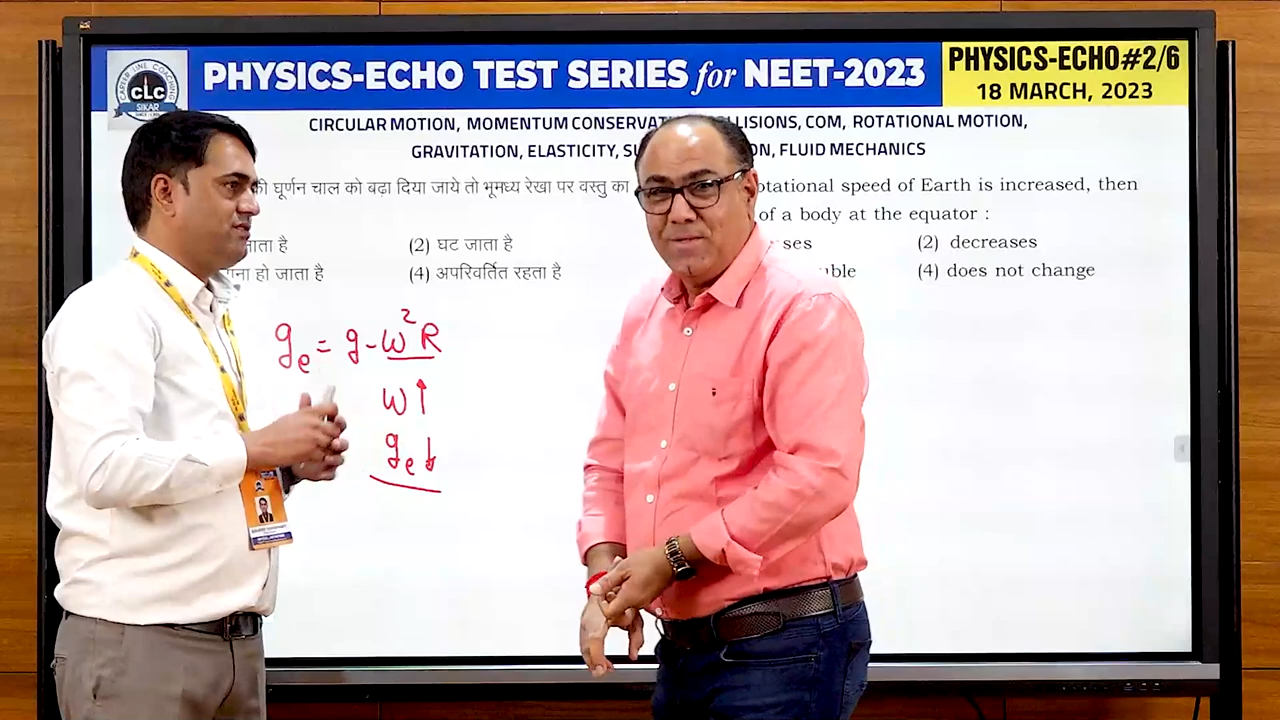 PHYSICS-ECHO TEST SERIES for NEET-2023
PHYSICS-ECHO#2/6
18 MARCH, 2023
CAREER LINE COACHING
CLC
SIKAR
CIRCULAR MOTION, MOMENTUM CONSERVAT COLLISIONS, COM, ROTATIONAL MOTION,
GRAVITATION, ELASTICITY, SU ON, FLUID MECHANICS
की घूर्णन चाल को बढ़ा दिया जाये तो भूमध्य रेखा पर वस्तु का
जाता है (2) घट जाता है
हो जाता है (4) अपरिवर्तित रहता है
otational speed of Earth is increased, then
of a body at the equator :
ses (2) decreases
uble (4) does not change
gₑ = g - ω²R
ω↑
gₑ↓